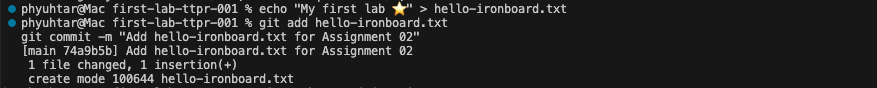 phyuhtar@Mac first-lab-ttpr-001 % echo "My first lab ⭐" > hello-ironboard.txt
phyuhtar@Mac first-lab-ttpr-001 % git add hello-ironboard.txt
git commit -m "Add hello-ironboard.txt for Assignment 02"
[main 74a9b5b] Add hello-ironboard.txt for Assignment 02
 1 file changed, 1 insertion(+)
 create mode 100644 hello-ironboard.txt